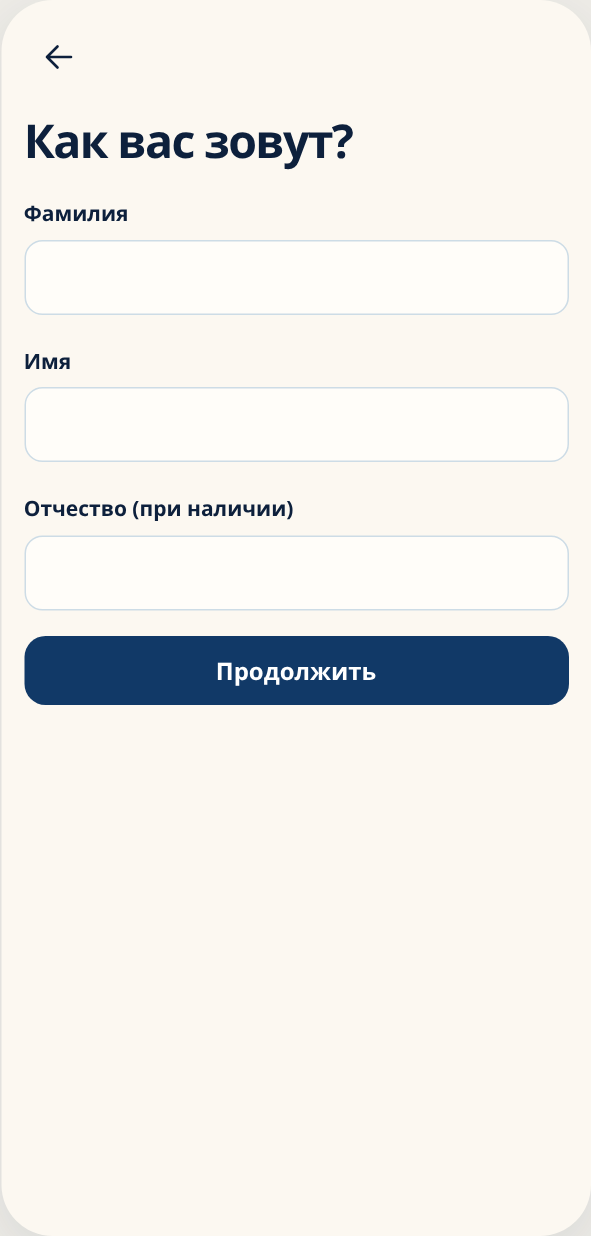 Как вас зовут?
Фамилия
Имя
Отчество (при наличии)
Продолжить